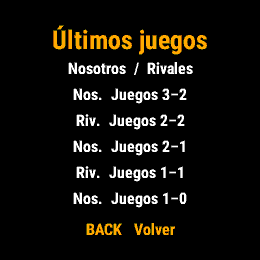 Últimos juegos
Nosotros / Rivales
Nos. Juegos 3–2
Riv. Juegos 2–2
Nos. Juegos 2–1
Riv. Juegos 1–1
Nos. Juegos 1–0
BACK Volver